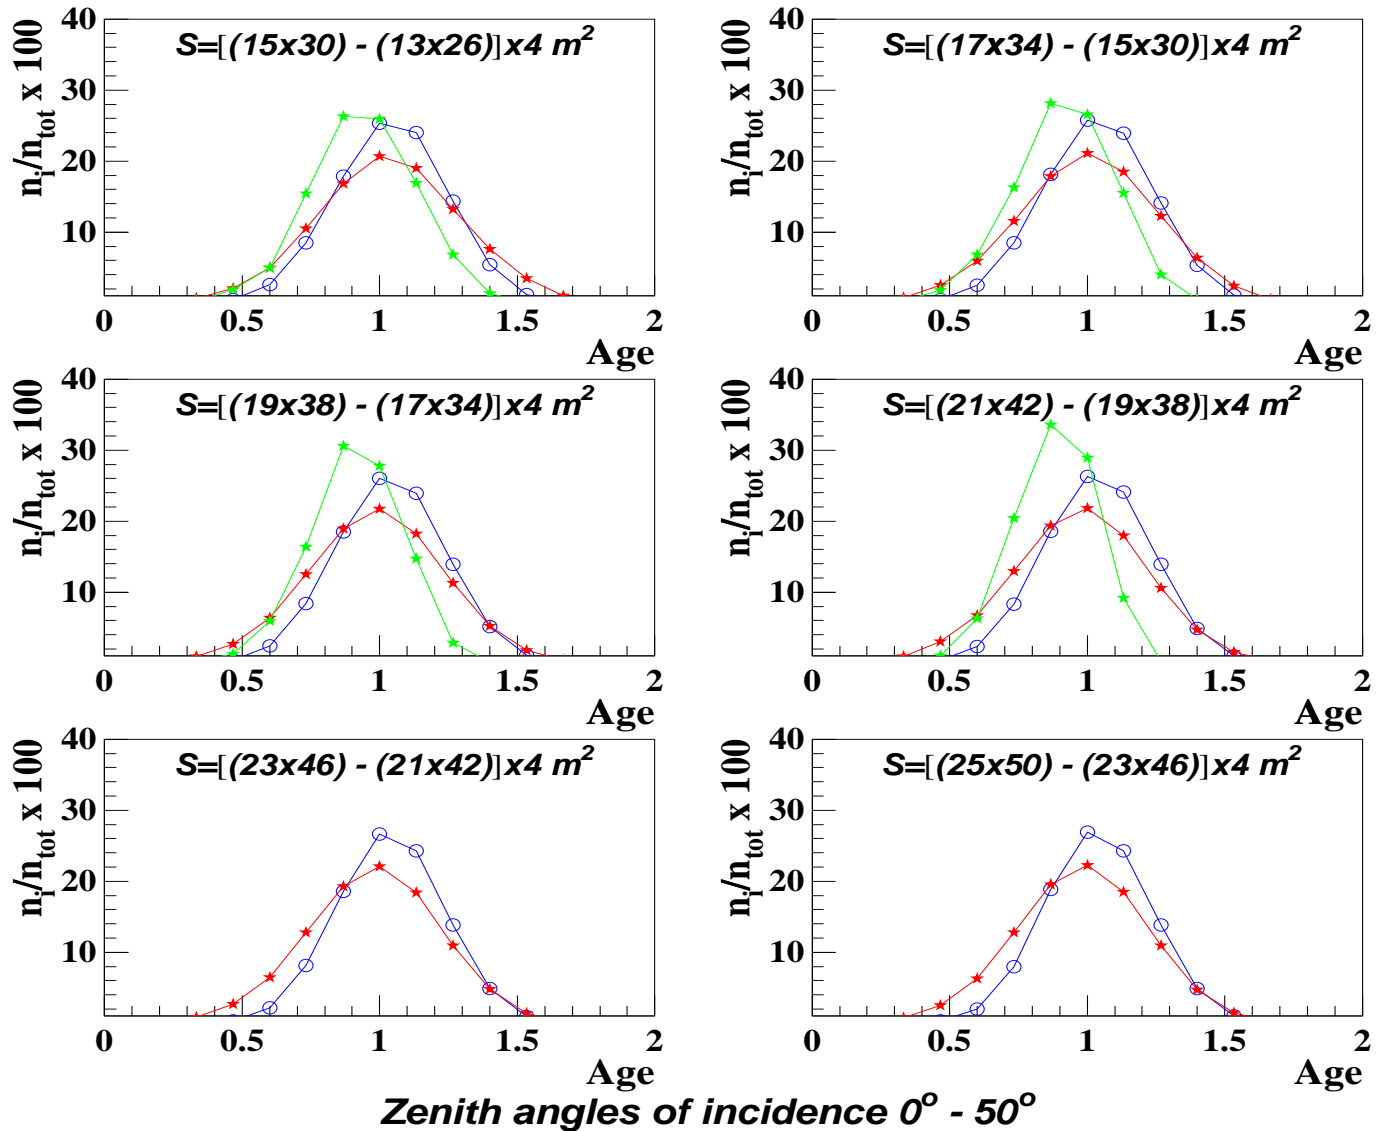 S=[(15x30) - (13x26)]x4 m²
n_i/n_tot x 100
40
30
20
10
0
0.5
1
1.5
2
Age
S=[(17x34) - (15x30)]x4 m²
n_i/n_tot x 100
40
30
20
10
0
0.5
1
1.5
2
Age
S=[(19x38) - (17x34)]x4 m²
n_i/n_tot x 100
40
30
20
10
0
0.5
1
1.5
2
Age
S=[(21x42) - (19x38)]x4 m²
n_i/n_tot x 100
40
30
20
10
0
0.5
1
1.5
2
Age
S=[(23x46) - (21x42)]x4 m²
n_i/n_tot x 100
40
30
20
10
0
0.5
1
1.5
2
Age
S=[(25x50) - (23x46)]x4 m²
n_i/n_tot x 100
40
30
20
10
0
0.5
1
1.5
2
Age
Zenith angles of incidence 0° - 50°